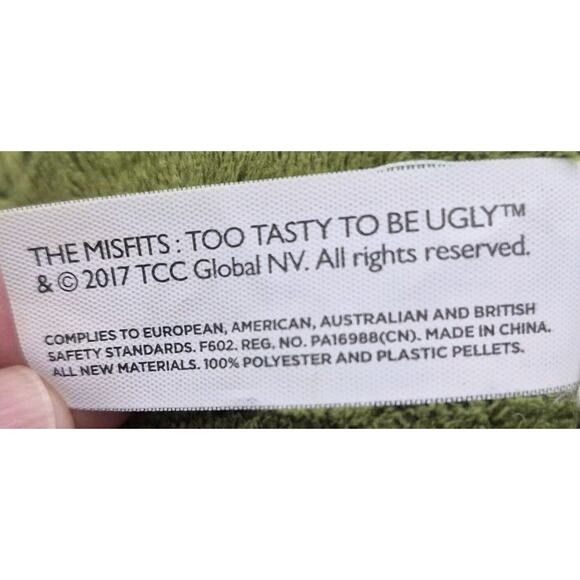 THE MISFITS : TOO TASTY TO BE UGLY™
& © 2017 TCC Global NV. All rights reserved.
COMPLIES TO EUROPEAN, AMERICAN, AUSTRALIAN AND BRITISH
SAFETY STANDARDS. F602. REG. NO. PA16988(CN). MADE IN CHINA.
ALL NEW MATERIALS. 100% POLYESTER AND PLASTIC PELLETS.